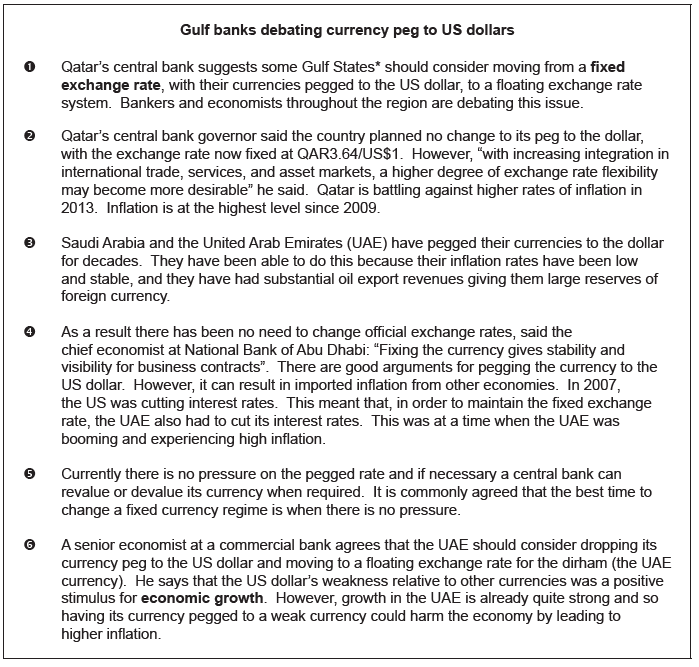 Gulf banks debating currency peg to US dollars
❶ Qatar's central bank suggests some Gulf States* should consider moving from a fixed
exchange rate, with their currencies pegged to the US dollar, to a floating exchange rate
system. Bankers and economists throughout the region are debating this issue.
❷ Qatar's central bank governor said the country planned no change to its peg to the dollar,
with the exchange rate now fixed at QAR3.64/US$1. However, "with increasing integration in
international trade, services, and asset markets, a higher degree of exchange rate flexibility
may become more desirable" he said. Qatar is battling against higher rates of inflation in
2013. Inflation is at the highest level since 2009.
❸ Saudi Arabia and the United Arab Emirates (UAE) have pegged their currencies to the dollar
for decades. They have been able to do this because their inflation rates have been low
and stable, and they have had substantial oil export revenues giving them large reserves of
foreign currency.
❹ As a result there has been no need to change official exchange rates, said the
chief economist at National Bank of Abu Dhabi: "Fixing the currency gives stability and
visibility for business contracts". There are good arguments for pegging the currency to the
US dollar. However, it can result in imported inflation from other economies. In 2007,
the US was cutting interest rates. This meant that, in order to maintain the fixed exchange
rate, the UAE also had to cut its interest rates. This was at a time when the UAE was
booming and experiencing high inflation.
❺ Currently there is no pressure on the pegged rate and if necessary a central bank can
revalue or devalue its currency when required. It is commonly agreed that the best time to
change a fixed currency regime is when there is no pressure.
❻ A senior economist at a commercial bank agrees that the UAE should consider dropping its
currency peg to the US dollar and moving to a floating exchange rate for the dirham (the UAE
currency). He says that the US dollar's weakness relative to other currencies was a positive
stimulus for economic growth. However, growth in the UAE is already quite strong and so
having its currency pegged to a weak currency could harm the economy by leading to
higher inflation.